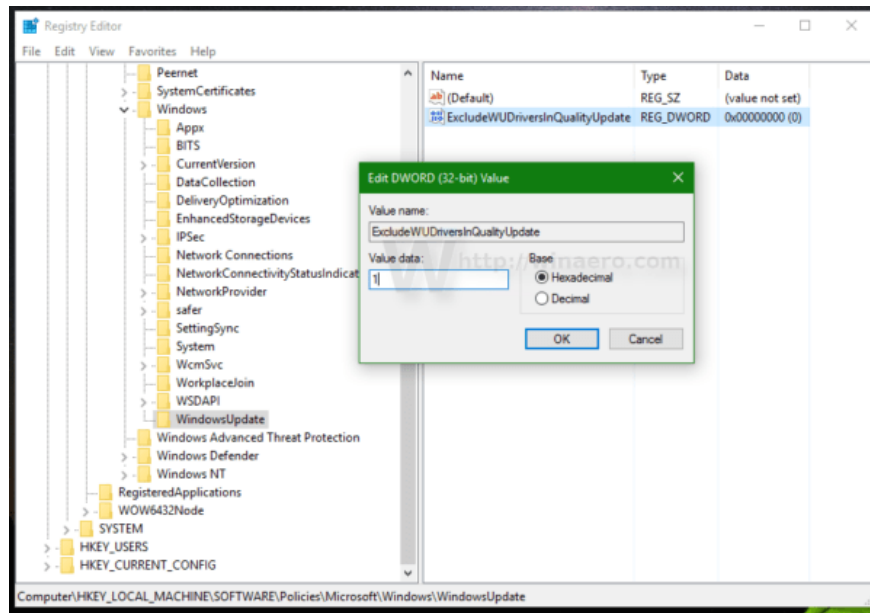 Registry Editor
File Edit View Favorites Help
Peernet
SystemCertificates
Windows
Appx
BITS
CurrentVersion
DataCollection
DeliveryOptimization
EnhancedStorageDevices
IPSec
Network Connections
NetworkConnectivityStatusIndicat
NetworkProvider
safer
SettingSync
System
WcmSvc
WorkplaceJoin
WSDAPI
WindowsUpdate
Windows Advanced Threat Protection
Windows Defender
Windows NT
RegisteredApplications
WOW6432Node
SYSTEM
HKEY_USERS
HKEY_CURRENT_CONFIG
Name Type Data
(Default) REG_SZ (value not set)
ExcludeWUDriversInQualityUpdate REG_DWORD 0x00000000 (0)
Edit DWORD (32-bit) Value
Value name:
ExcludeWUDriversInQualityUpdate
Value data: Base
1 Hexadecimal
Decimal
OK Cancel
W http://winaero.com
Computer\HKEY_LOCAL_MACHINE\SOFTWARE\Policies\Microsoft\Windows\WindowsUpdate